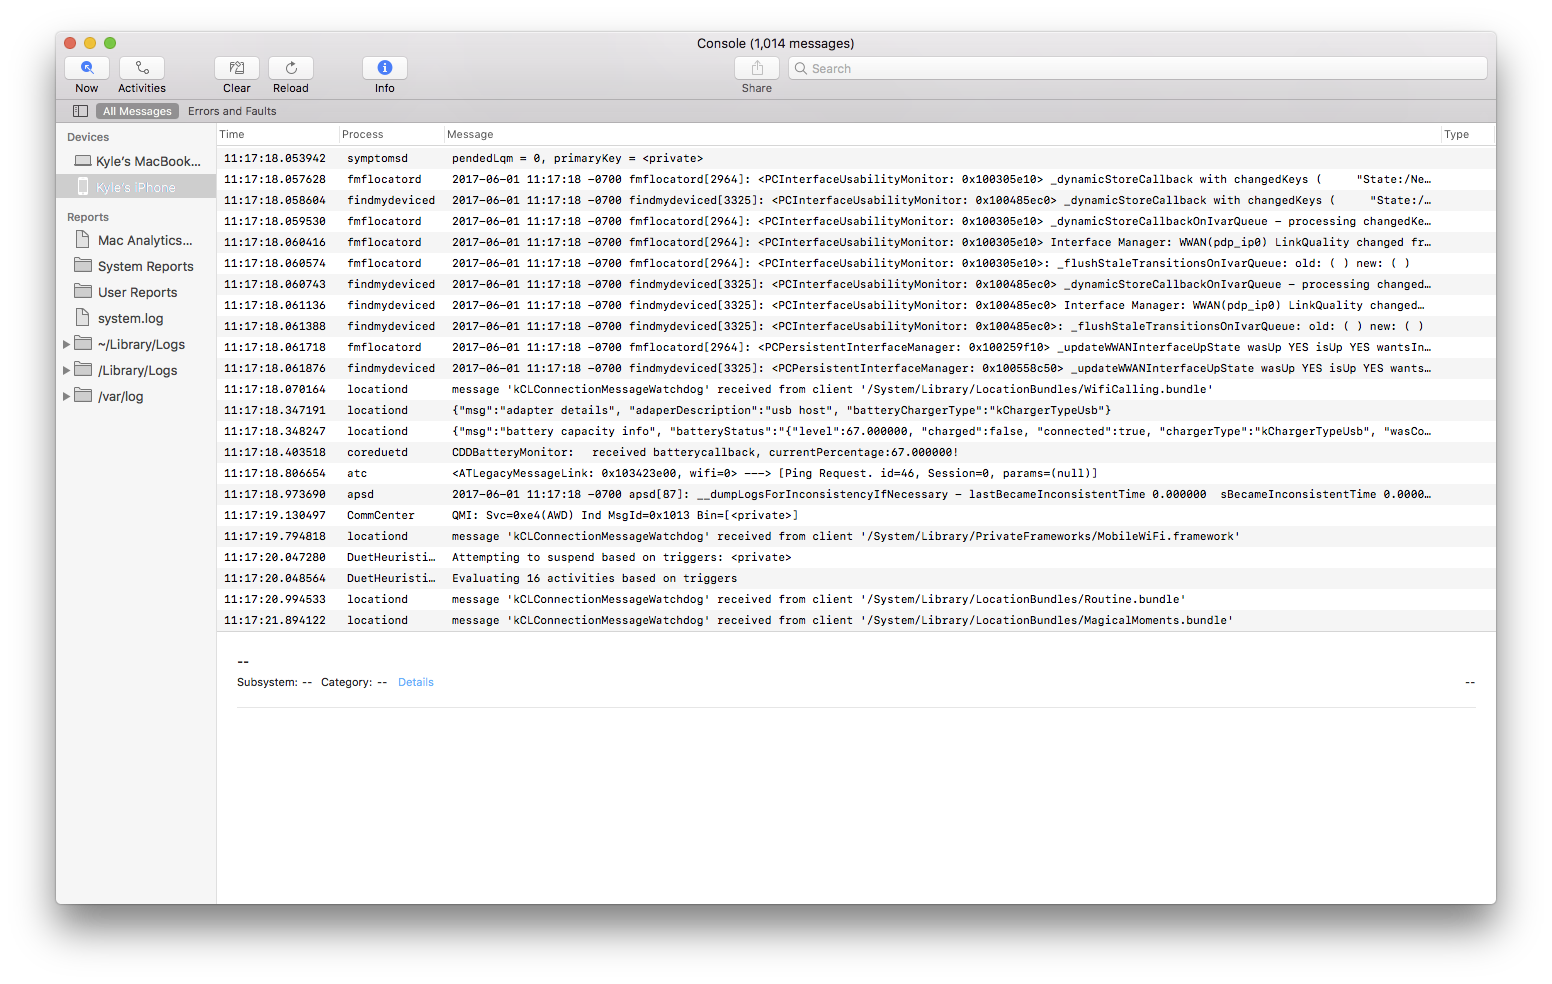 Console (1,014 messages)
Now Activities Clear Reload Info Share Search
All Messages Errors and Faults
Devices
Kyle's MacBook...
Kyle's iPhone
Reports
Mac Analytics...
System Reports
User Reports
system.log
~/Library/Logs
/Library/Logs
/var/log
Time Process Message Type
11:17:18.053942 symptomsd pendedLqm = 0, primaryKey = <private>
11:17:18.057628 fmflocatord 2017-06-01 11:17:18 -0700 fmflocatord[2964]: <PCInterfaceUsabilityMonitor: 0x100305e10> _dynamicStoreCallback with changedKeys ( "State:/Ne…
11:17:18.058604 findmydeviced 2017-06-01 11:17:18 -0700 findmydeviced[3325]: <PCInterfaceUsabilityMonitor: 0x100485ec0> _dynamicStoreCallback with changedKeys ( "State:/…
11:17:18.059530 fmflocatord 2017-06-01 11:17:18 -0700 fmflocatord[2964]: <PCInterfaceUsabilityMonitor: 0x100305e10> _dynamicStoreCallbackOnIvarQueue - processing changedKe…
11:17:18.060416 fmflocatord 2017-06-01 11:17:18 -0700 fmflocatord[2964]: <PCInterfaceUsabilityMonitor: 0x100305e10> Interface Manager: WWAN(pdp_ip0) LinkQuality changed fr…
11:17:18.060574 fmflocatord 2017-06-01 11:17:18 -0700 fmflocatord[2964]: <PCInterfaceUsabilityMonitor: 0x100305e10>: _flushStaleTransitionsOnIvarQueue: old: ( ) new: ( )
11:17:18.060743 findmydeviced 2017-06-01 11:17:18 -0700 findmydeviced[3325]: <PCInterfaceUsabilityMonitor: 0x100485ec0> _dynamicStoreCallbackOnIvarQueue - processing changed…
11:17:18.061136 findmydeviced 2017-06-01 11:17:18 -0700 findmydeviced[3325]: <PCInterfaceUsabilityMonitor: 0x100485ec0> Interface Manager: WWAN(pdp_ip0) LinkQuality changed…
11:17:18.061388 findmydeviced 2017-06-01 11:17:18 -0700 findmydeviced[3325]: <PCInterfaceUsabilityMonitor: 0x100485ec0>: _flushStaleTransitionsOnIvarQueue: old: ( ) new: ( )
11:17:18.061718 fmflocatord 2017-06-01 11:17:18 -0700 fmflocatord[2964]: <PCPersistentInterfaceManager: 0x100259f10> _updateWWANInterfaceUpState wasUp YES isUp YES wantsIn…
11:17:18.061876 findmydeviced 2017-06-01 11:17:18 -0700 findmydeviced[3325]: <PCPersistentInterfaceManager: 0x100558c50> _updateWWANInterfaceUpState wasUp YES isUp YES wants…
11:17:18.070164 locationd message 'kCLConnectionMessageWatchdog' received from client '/System/Library/LocationBundles/WifiCalling.bundle'
11:17:18.347191 locationd {"msg":"adapter details", "adaperDescription":"usb host", "batteryChargerType":"kChargerTypeUsb"}
11:17:18.348247 locationd {"msg":"battery capacity info", "batteryStatus":"{"level":67.000000, "charged":false, "connected":true, "chargerType":"kChargerTypeUsb", "wasCo…
11:17:18.403518 coreduetd CDDBatteryMonitor: received batterycallback, currentPercentage:67.000000!
11:17:18.806654 atc <ATLegacyMessageLink: 0x103423e00, wifi=0> ---> [Ping Request. id=46, Session=0, params=(null)]
11:17:18.973690 apsd 2017-06-01 11:17:18 -0700 apsd[87]: __dumpLogsForInconsistencyIfNecessary - lastBecameInconsistentTime 0.000000 sBecameInconsistentTime 0.0000…
11:17:19.130497 CommCenter QMI: Svc=0xe4(AWD) Ind MsgId=0x1013 Bin=[<private>]
11:17:19.794818 locationd message 'kCLConnectionMessageWatchdog' received from client '/System/Library/PrivateFrameworks/MobileWiFi.framework'
11:17:20.047280 DuetHeuristi… Attempting to suspend based on triggers: <private>
11:17:20.048564 DuetHeuristi… Evaluating 16 activities based on triggers
11:17:20.994533 locationd message 'kCLConnectionMessageWatchdog' received from client '/System/Library/LocationBundles/Routine.bundle'
11:17:21.894122 locationd message 'kCLConnectionMessageWatchdog' received from client '/System/Library/LocationBundles/MagicalMoments.bundle'
--
Subsystem: -- Category: -- Details --